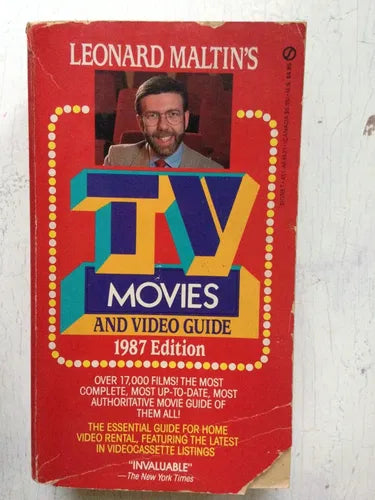 LEONARD MALTIN'S
TV
MOVIES
AND VIDEO GUIDE
1987 Edition
OVER 17,000 FILMS! THE MOST
COMPLETE, MOST UP-TO-DATE, MOST
AUTHORITATIVE MOVIE GUIDE OF
THEM ALL!
THE ESSENTIAL GUIDE FOR HOME
VIDEO RENTAL, FEATURING THE LATEST
IN VIDEOCASSETTE LISTINGS
"INVALUABLE"
—The New York Times